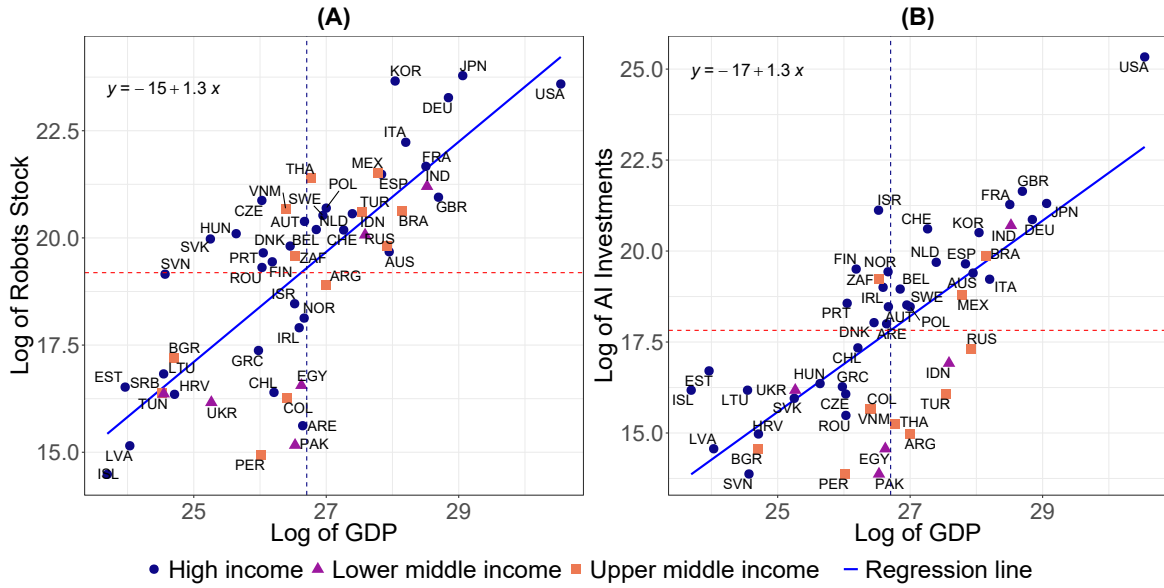 (A)
(B)
y = − 15 + 1.3 x
y = − 17 + 1.3 x
Log of Robots Stock
22.5
20.0
17.5
15.0
KOR
JPN
USA
DEU
ITA
FRA
MEX
THA
ESP
IND
GBR
VNM
SWE
POL
TUR
CZE
AUT
NLD
IDN
BRA
HUN
SVK
DNK
BEL
CHE
RUS
PRT
ZAF
AUS
SVN
ROU
FIN
ARG
ISR
NOR
IRL
BGR
GRC
LTU
EST
SRB
HRV
CHL
EGY
TUN
UKR
COL
ARE
PAK
PER
LVA
ISL
25
27
29
Log of GDP
Log of AI Investments
25.0
22.5
20.0
17.5
15.0
USA
GBR
FRA
JPN
ISR
CHE
KOR
IND
DEU
FIN
NOR
NLD
ESP
BRA
ZAF
AUS
ITA
IRL
BEL
SWE
MEX
PRT
AUT
POL
DNK
ARE
RUS
CHL
EST
HUN
GRC
IDN
ISL
LTU
UKR
SVK
CZE
COL
TUR
ROU
VNM
THA
HRV
ARG
LVA
BGR
EGY
SVN
PER
PAK
25
27
29
Log of GDP
High income
Lower middle income
Upper middle income
Regression line